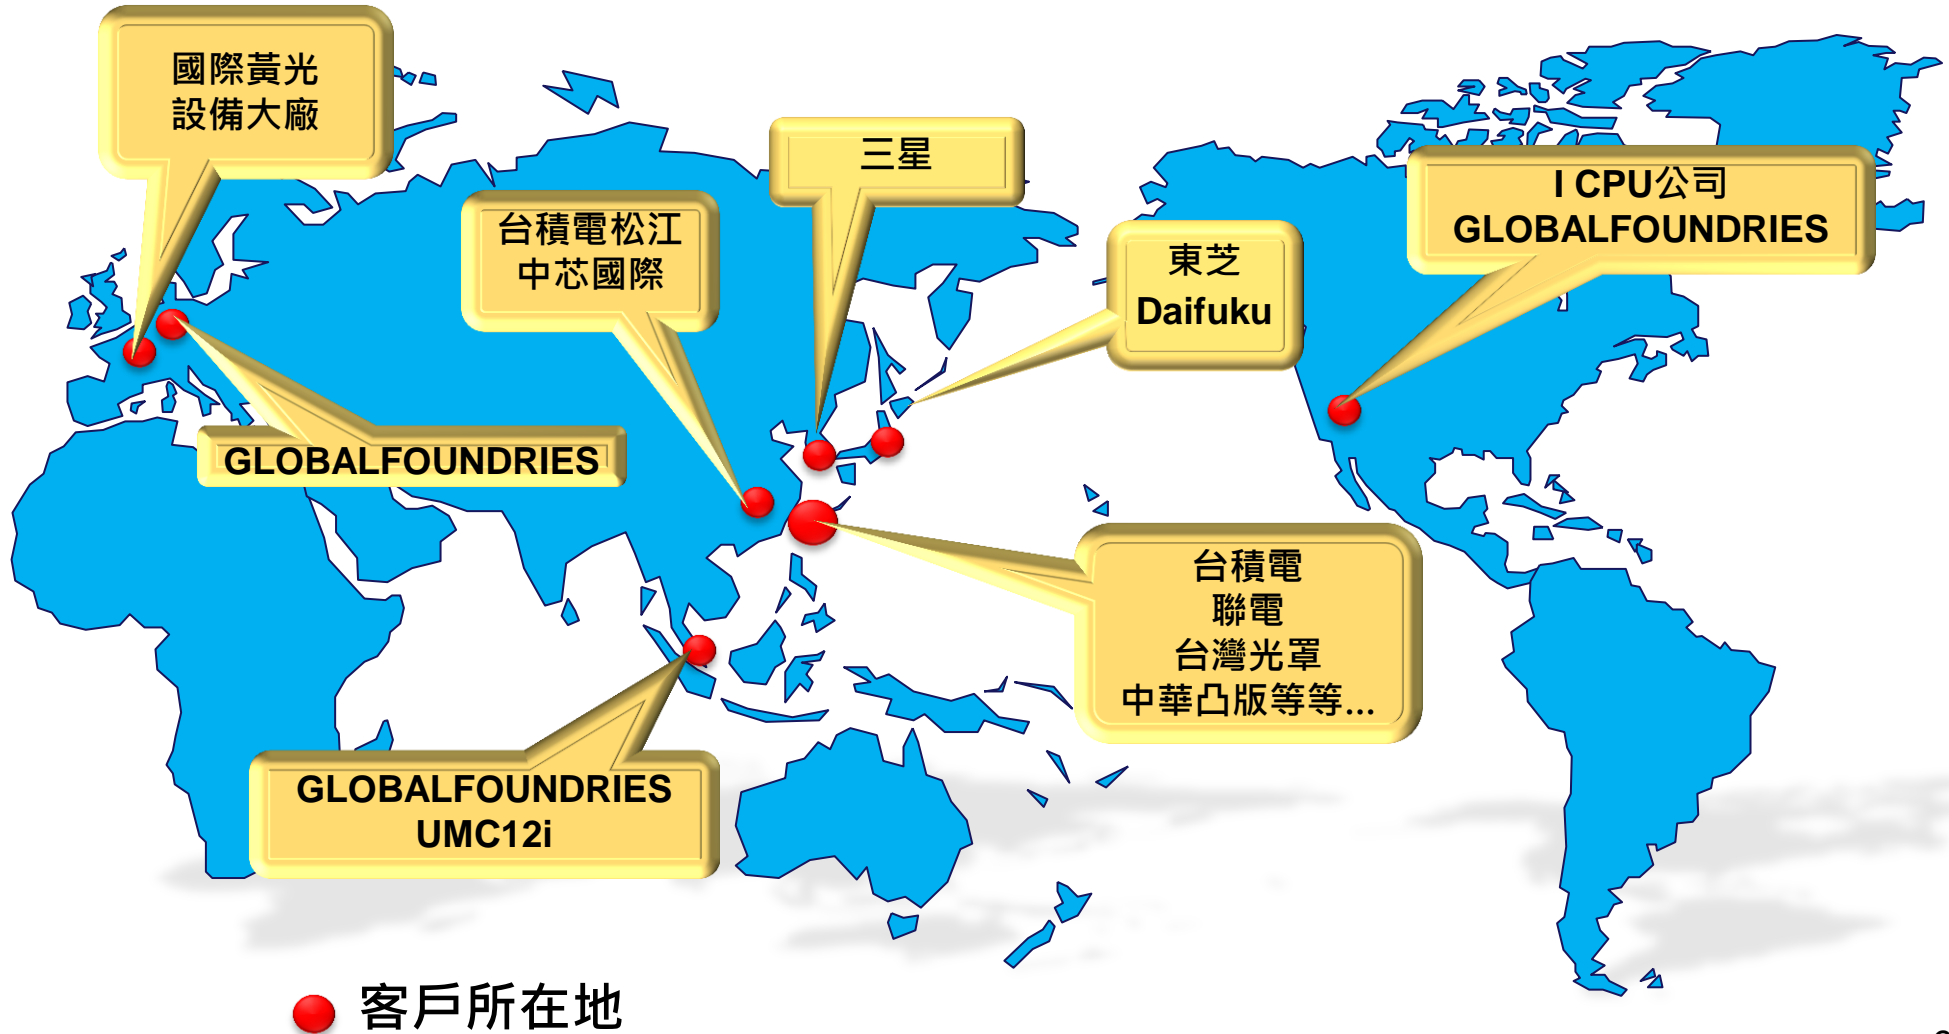 國際黃光
設備大廠
三星
I CPU公司
GLOBALFOUNDRIES
台積電松江
中芯國際
東芝
Daifuku
GLOBALFOUNDRIES
台積電
聯電
台灣光罩
中華凸版等等...
GLOBALFOUNDRIES
UMC12i
客戶所在地